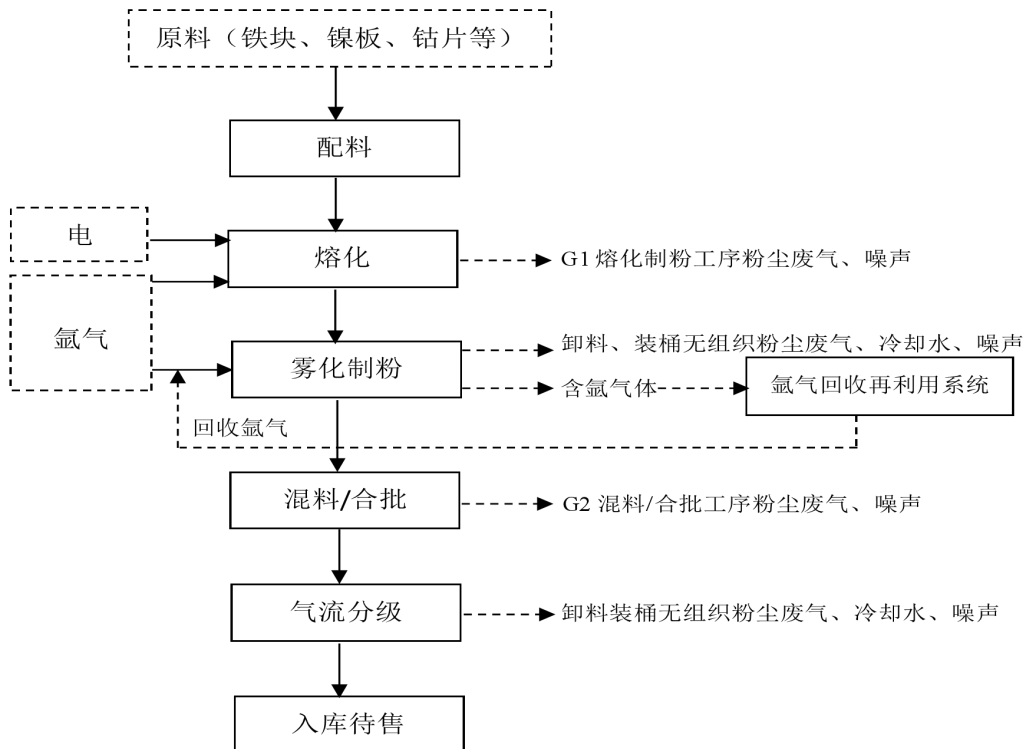 原料（铁块、镍板、钴片等）
配料
电
熔化
G1 熔化制粉工序粉尘废气、噪声
氩气
卸料、装桶无组织粉尘废气、冷却水、噪声
雾化制粉
含氩气体
氩气回收再利用系统
回收氩气
混料/合批
G2 混料/合批工序粉尘废气、噪声
气流分级
卸料装桶无组织粉尘废气、冷却水、噪声
入库待售